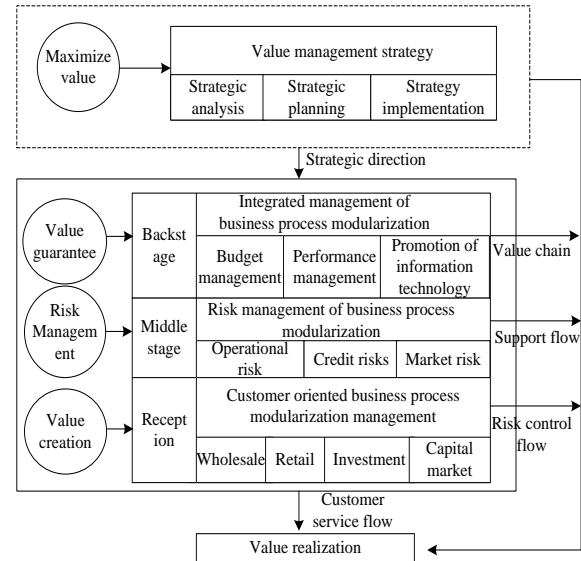 Maximize
value
Value management strategy
Strategic
analysis
Strategic
planning
Strategy
implementation
Strategic direction
Value
guarantee
Backst
age
Integrated management of
business process modularization
Budget
management
Performance
management
Promotion of
information
technology
Value chain
Risk
Managem
ent
Middle
stage
Risk management of business process
modularization
Operational
risk
Credit risks
Market risk
Support flow
Value
creation
Recept
ion
Customer oriented business process
modularization management
Wholesale
Retail
Investment
Capital
market
Risk control
flow
Customer
service flow
Value realization